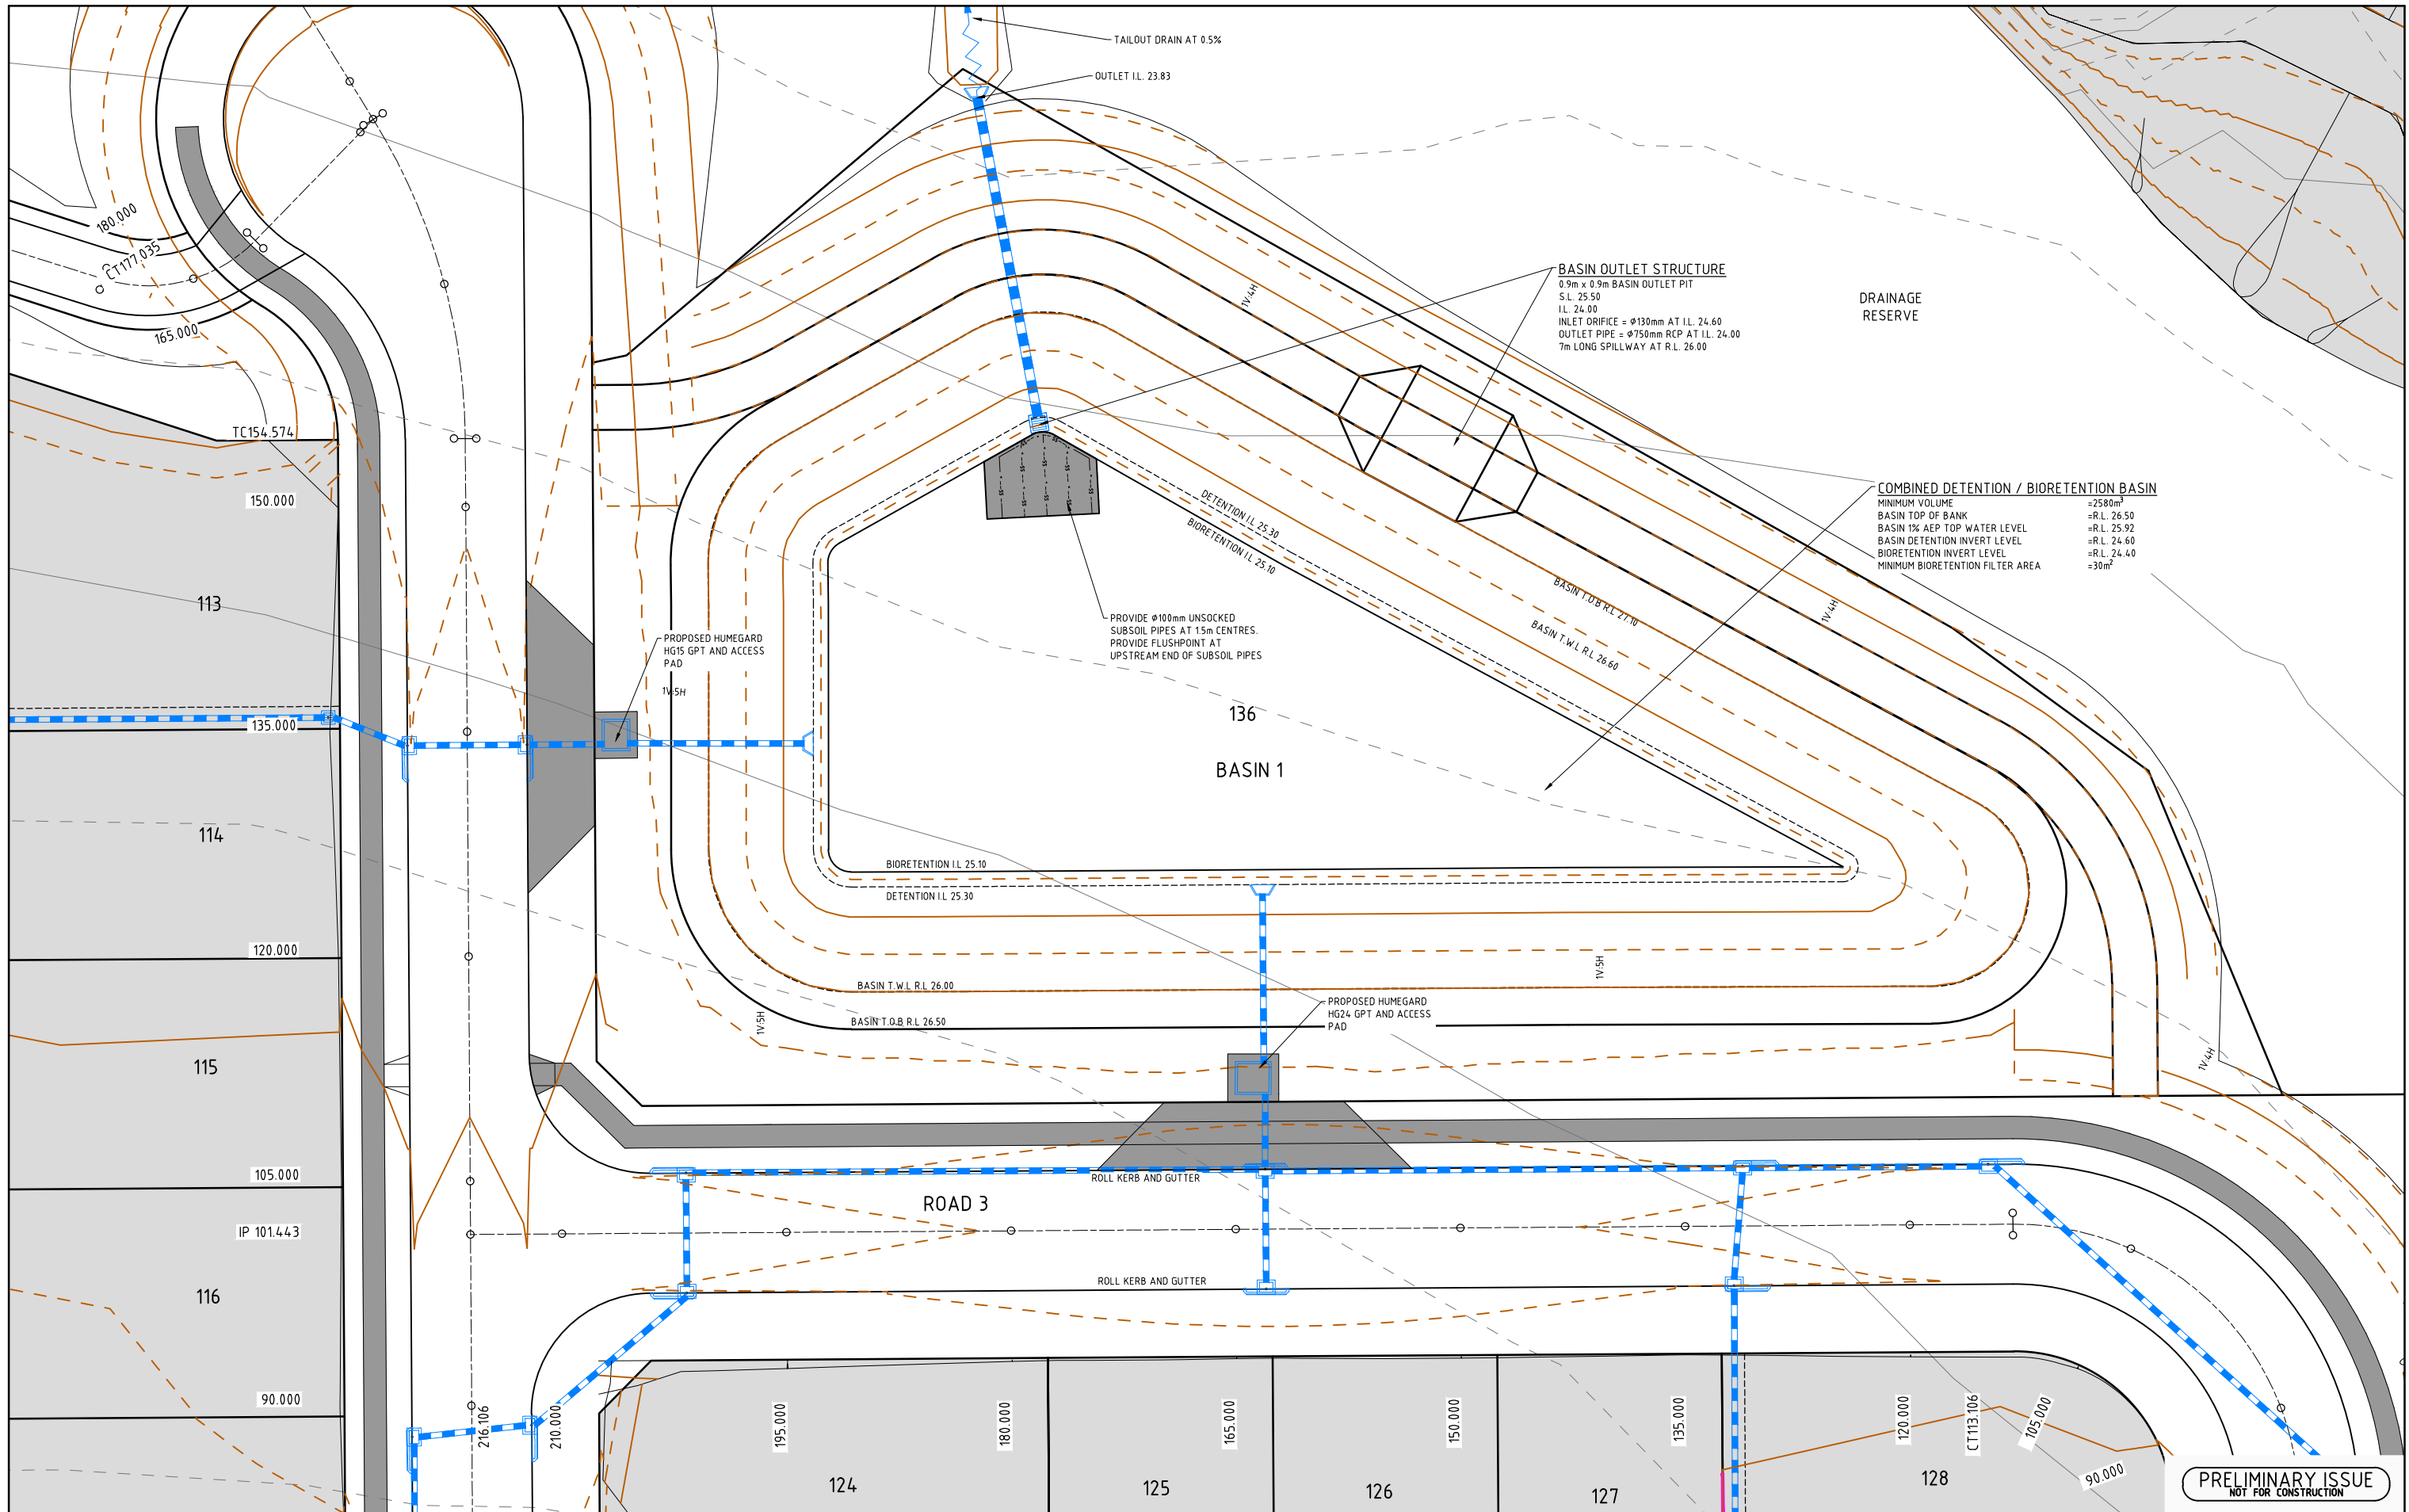 TAILOUT DRAIN AT 0.5%
OUTLET I.L. 23.83
180.000
CT177.035
165.000
TC154.574
150.000
1V:4H
BASIN OUTLET STRUCTURE
0.9m x 0.9m BASIN OUTLET PIT
S.L. 25.50
I.L. 24.00
INLET ORIFICE = Ø130mm AT I.L. 24.60
OUTLET PIPE = Ø750mm RCP AT I.L. 24.00
7m LONG SPILLWAY AT R.L. 26.00
DRAINAGE
RESERVE
COMBINED DETENTION / BIORETENTION BASIN
MINIMUM VOLUME =2580m³
BASIN TOP OF BANK =R.L. 26.50
BASIN 1% AEP TOP WATER LEVEL =R.L. 25.92
BASIN DETENTION INVERT LEVEL =R.L. 24.60
BIORETENTION INVERT LEVEL =R.L. 24.40
MINIMUM BIORETENTION FILTER AREA =30m²
DETENTION I.L 25.30
BIORETENTION I.L 25.10
BASIN T.O.B R.L 27.10
BASIN T.W.L R.L 26.60
1V:4H
113
PROPOSED HUMEGARD
HG15 GPT AND ACCESS
PAD
1V:5H
PROVIDE Ø100mm UNSOCKED
SUBSOIL PIPES AT 1.5m CENTRES.
PROVIDE FLUSHPOINT AT
UPSTREAM END OF SUBSOIL PIPES
135.000
136
BASIN 1
114
BIORETENTION I.L 25.10
DETENTION I.L 25.30
120.000
BASIN T.W.L R.L 26.00
BASIN T.O.B R.L 26.50
1V:5H
1V:5H
PROPOSED HUMEGARD
HG24 GPT AND ACCESS
PAD
1V:4H
115
105.000
ROLL KERB AND GUTTER
ROAD 3
IP 101.443
ROLL KERB AND GUTTER
116
90.000
216.106
210.000
195.000
180.000
165.000
150.000
135.000
120.000
CT113.106
105.000
90.000
124
125
126
127
128
PRELIMINARY ISSUE
NOT FOR CONSTRUCTION